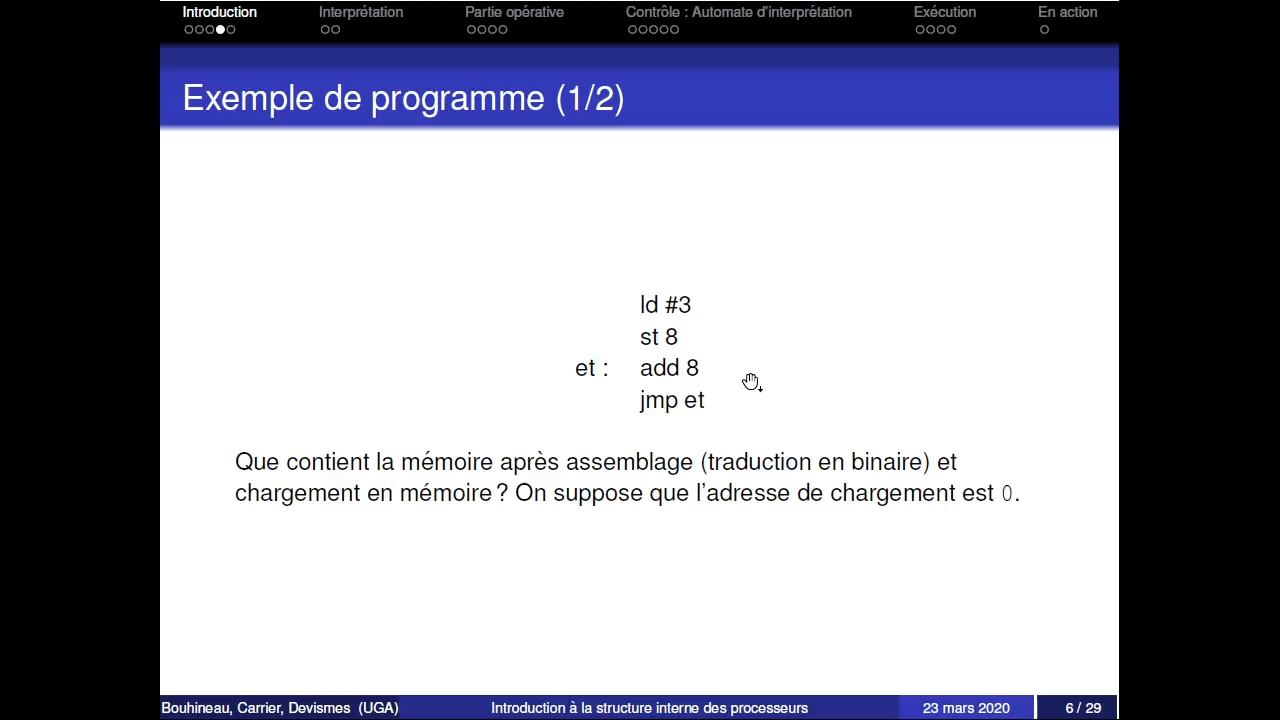 Introduction Interprétation Partie opérative Contrôle : Automate d'interprétation Exécution En action
Exemple de programme (1/2)
ld #3
st 8
et : add 8
jmp et
Que contient la mémoire après assemblage (traduction en binaire) et
chargement en mémoire ? On suppose que l'adresse de chargement est 0.
Bouhineau, Carrier, Devismes (UGA) Introduction à la structure interne des processeurs 23 mars 2020 6 / 29